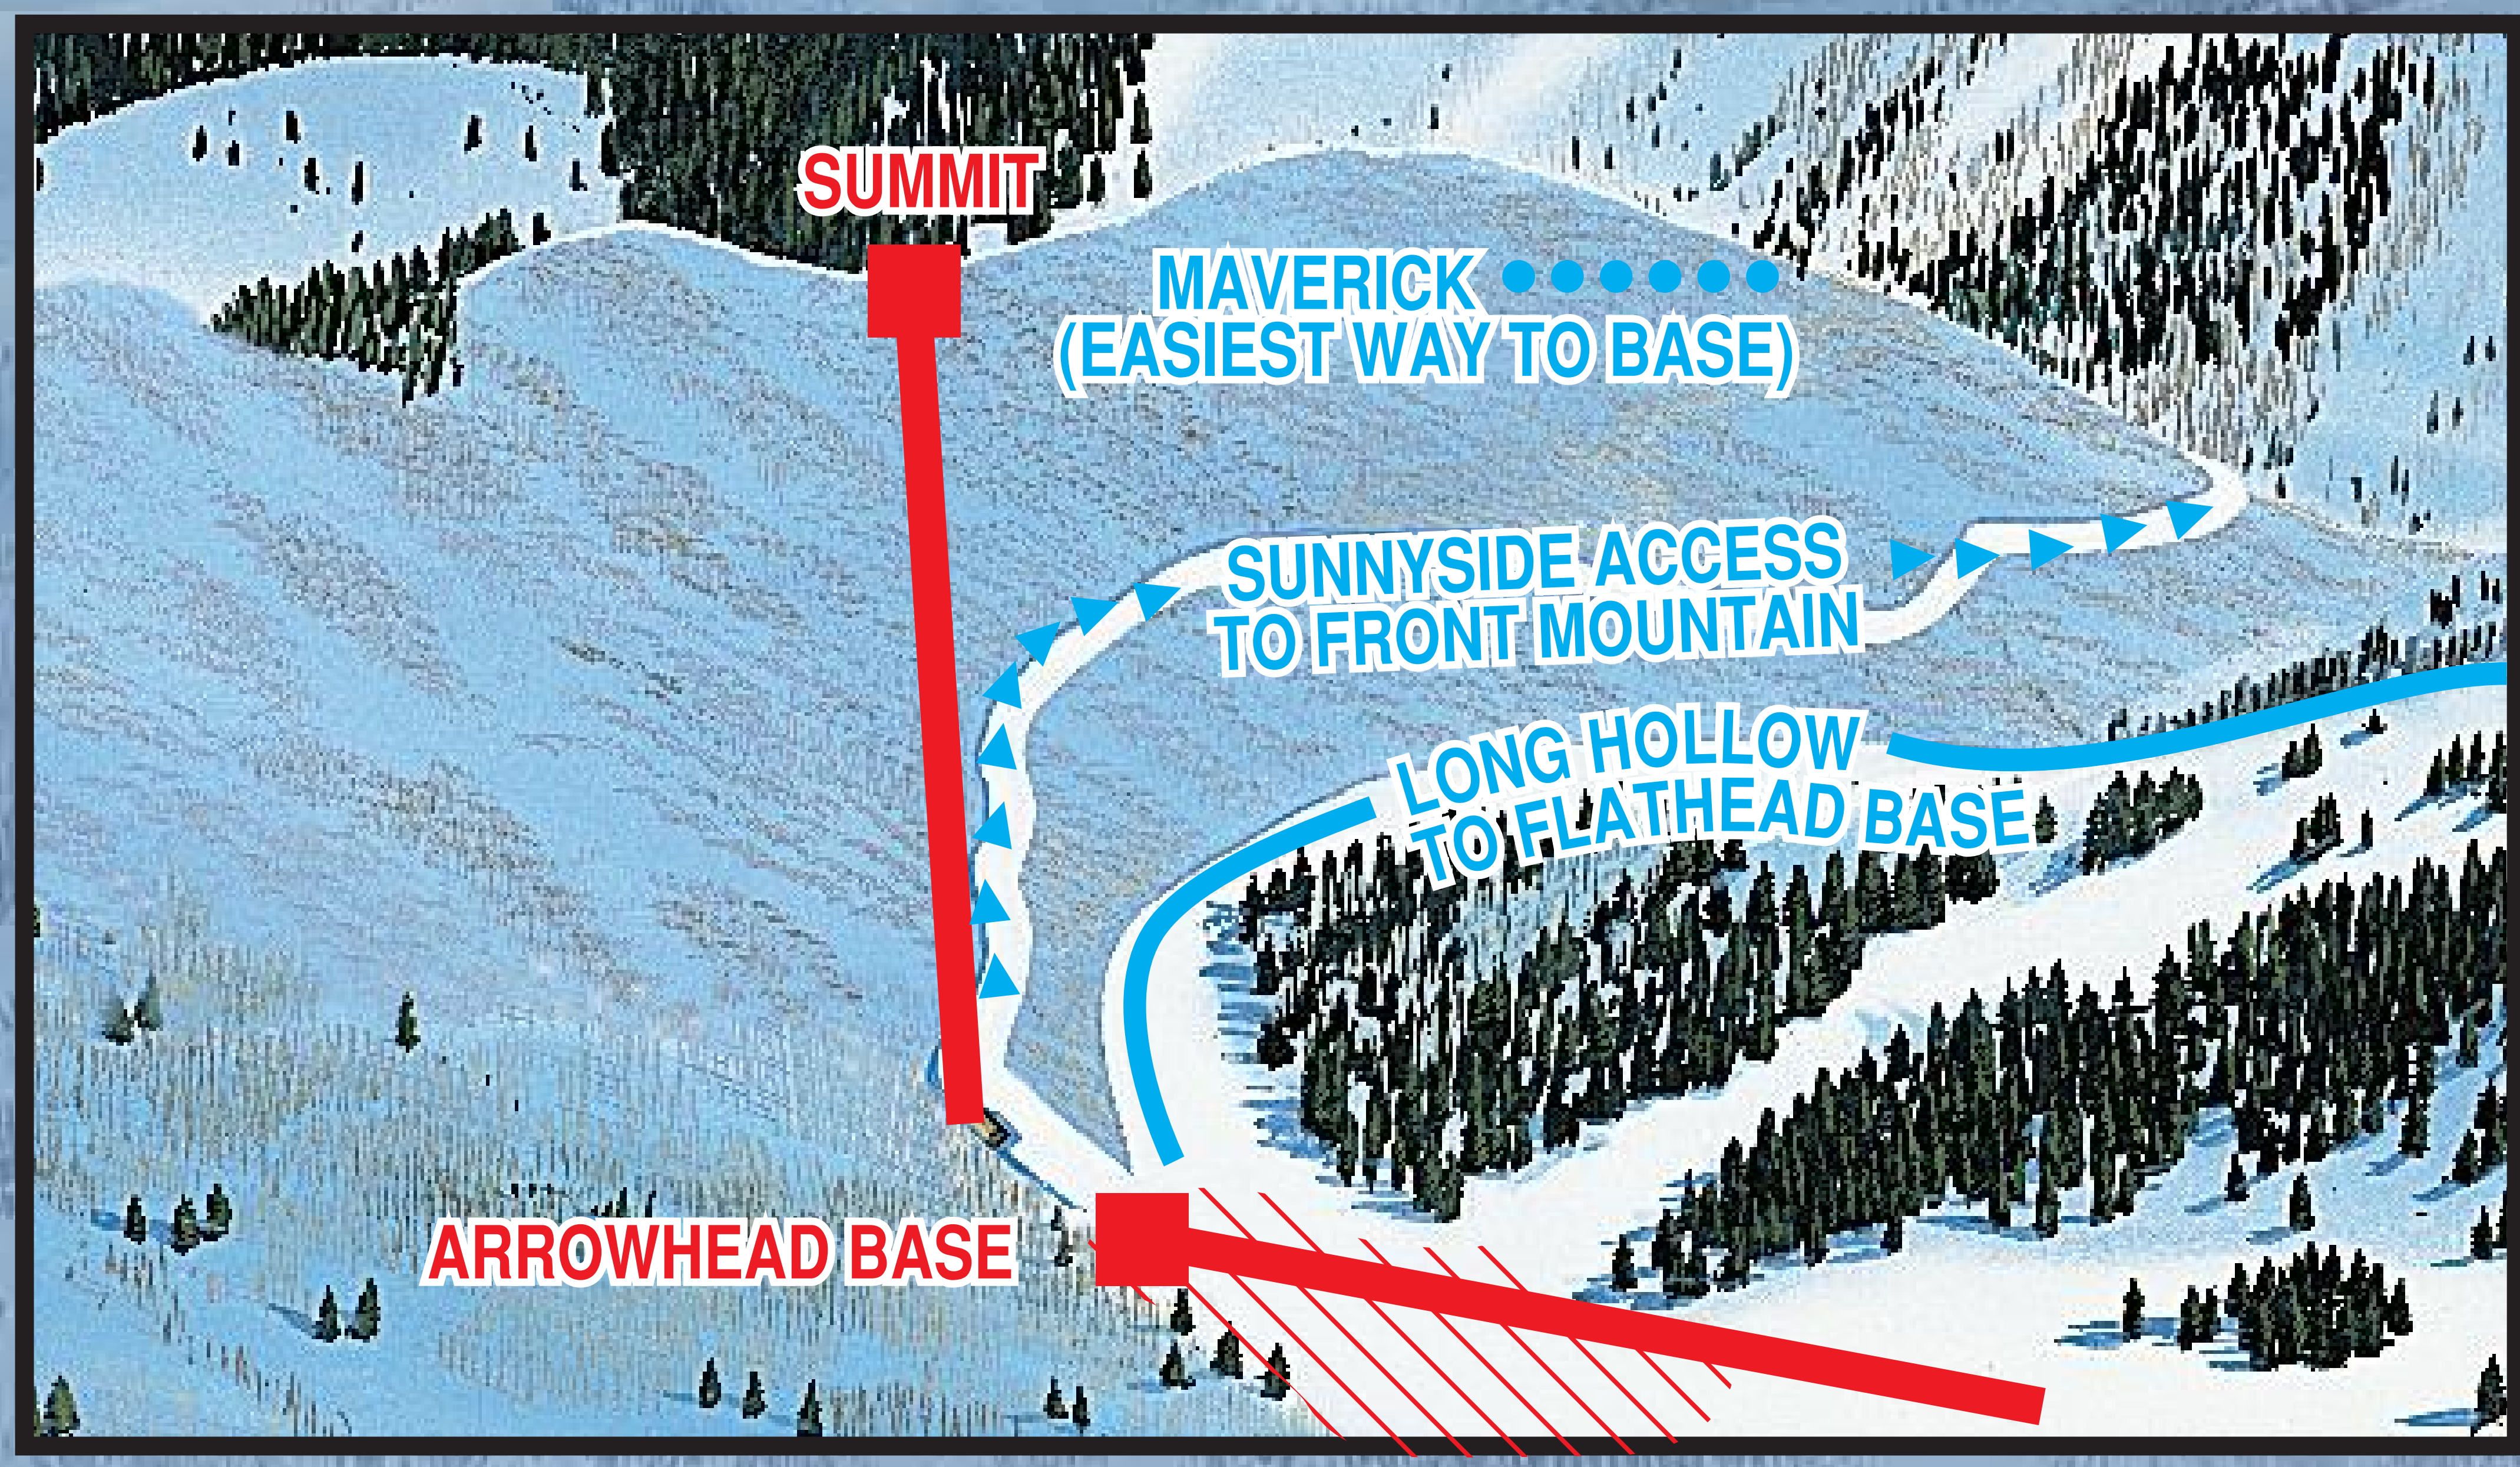 SUMMIT
MAVERICK
(EASIEST WAY TO BASE)
SUNNYSIDE ACCESS
TO FRONT MOUNTAIN
LONG HOLLOW
TO FLATHEAD BASE
ARROWHEAD BASE